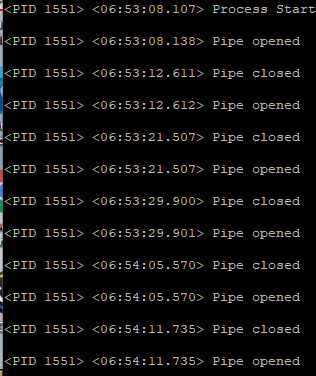 <PID 1551> <06:53:08.107> Process Start
<PID 1551> <06:53:08.138> Pipe opened
<PID 1551> <06:53:12.611> Pipe closed
<PID 1551> <06:53:12.612> Pipe opened
<PID 1551> <06:53:21.507> Pipe closed
<PID 1551> <06:53:21.507> Pipe opened
<PID 1551> <06:53:29.900> Pipe closed
<PID 1551> <06:53:29.901> Pipe opened
<PID 1551> <06:54:05.570> Pipe closed
<PID 1551> <06:54:05.570> Pipe opened
<PID 1551> <06:54:11.735> Pipe closed
<PID 1551> <06:54:11.735> Pipe opened